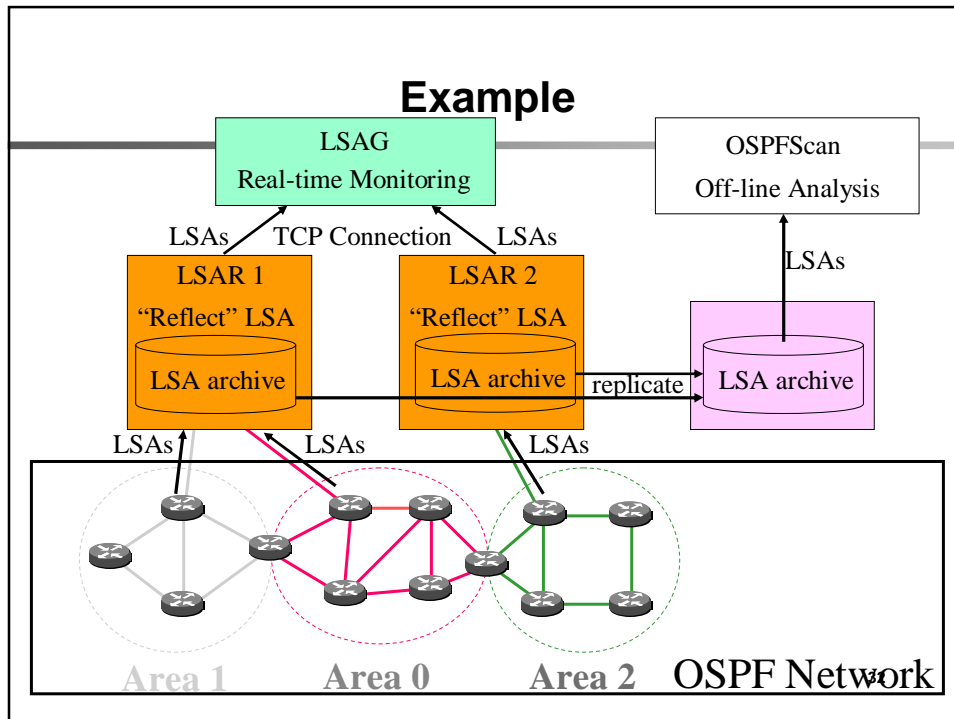 Example
LSAG
Real-time Monitoring
OSPFScan
Off-line Analysis
LSAs
TCP Connection
LSAs
LSAs
LSAR 1
“Reflect” LSA
LSA archive
LSAR 2
“Reflect” LSA
LSA archive
replicate
LSA archive
LSAs
LSAs
LSAs
Area 1
Area 0
Area 2
OSPF Network
32